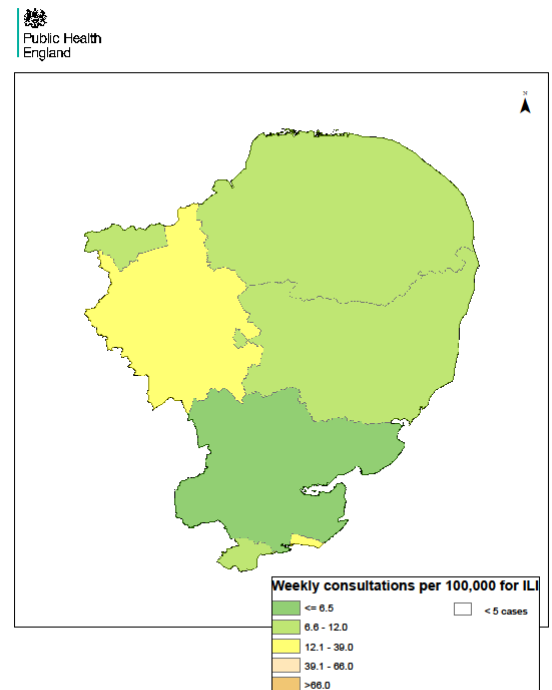 Public Health
England
N
Weekly consultations per 100,000 for ILI
<= 6.5
< 5 cases
6.6 - 12.0
12.1 - 39.0
39.1 - 66.0
>66.0